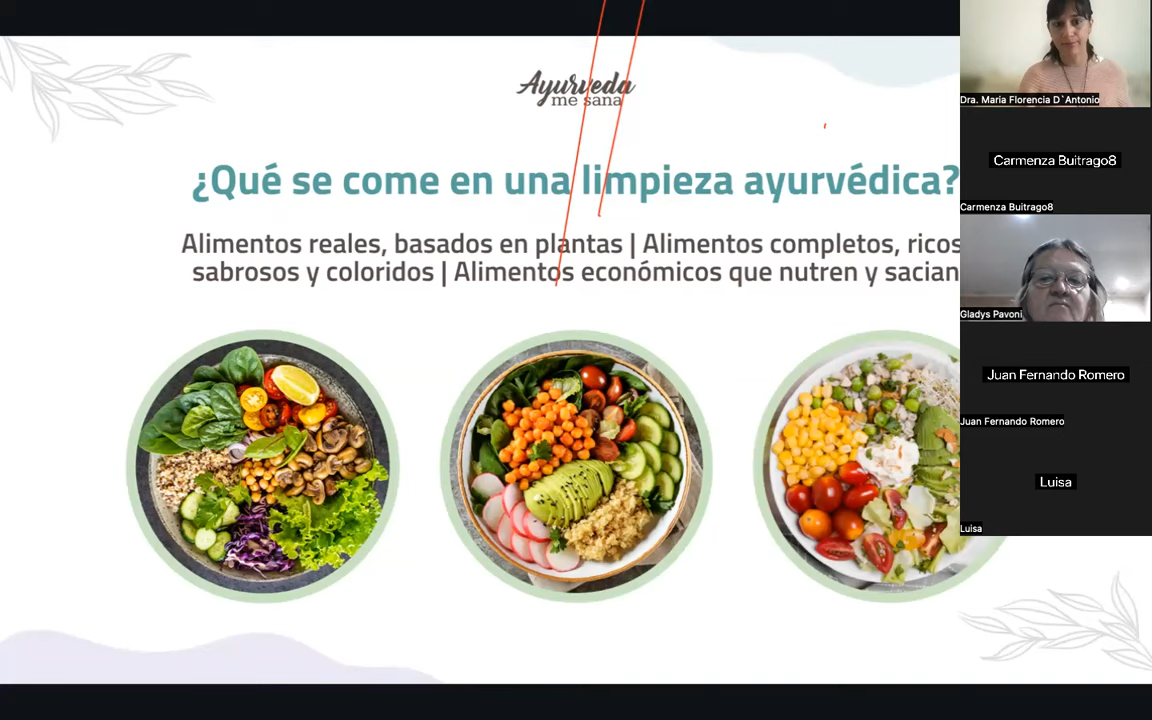 Ayurveda
me sana
¿Qué se come en una limpieza ayurvédica?
Alimentos reales, basados en plantas | Alimentos completos, ricos
sabrosos y coloridos | Alimentos económicos que nutren y sacian
Dra. Maria Florencia D`Antonio
Carmenza Buitrago8
Carmenza Buitrago8
Gladys Pavoni
Juan Fernando Romero
Juan Fernando Romero
Luisa
Luisa